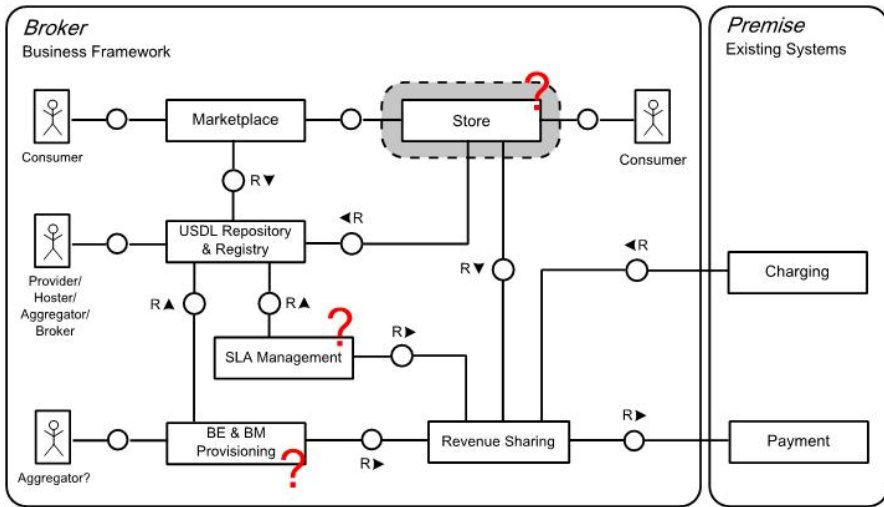 Broker
Business Framework
Premise
Existing Systems
?
Marketplace
Store
Consumer
Consumer
R▼
USDL Repository
& Registry
◄R
◄R
R▼
Charging
Provider/
Hoster/
Aggregator/
Broker
R▲
R▲
?
SLA Management
R►
BE & BM
Provisioning
?
R►
Revenue Sharing
R►
Payment
Aggregator?